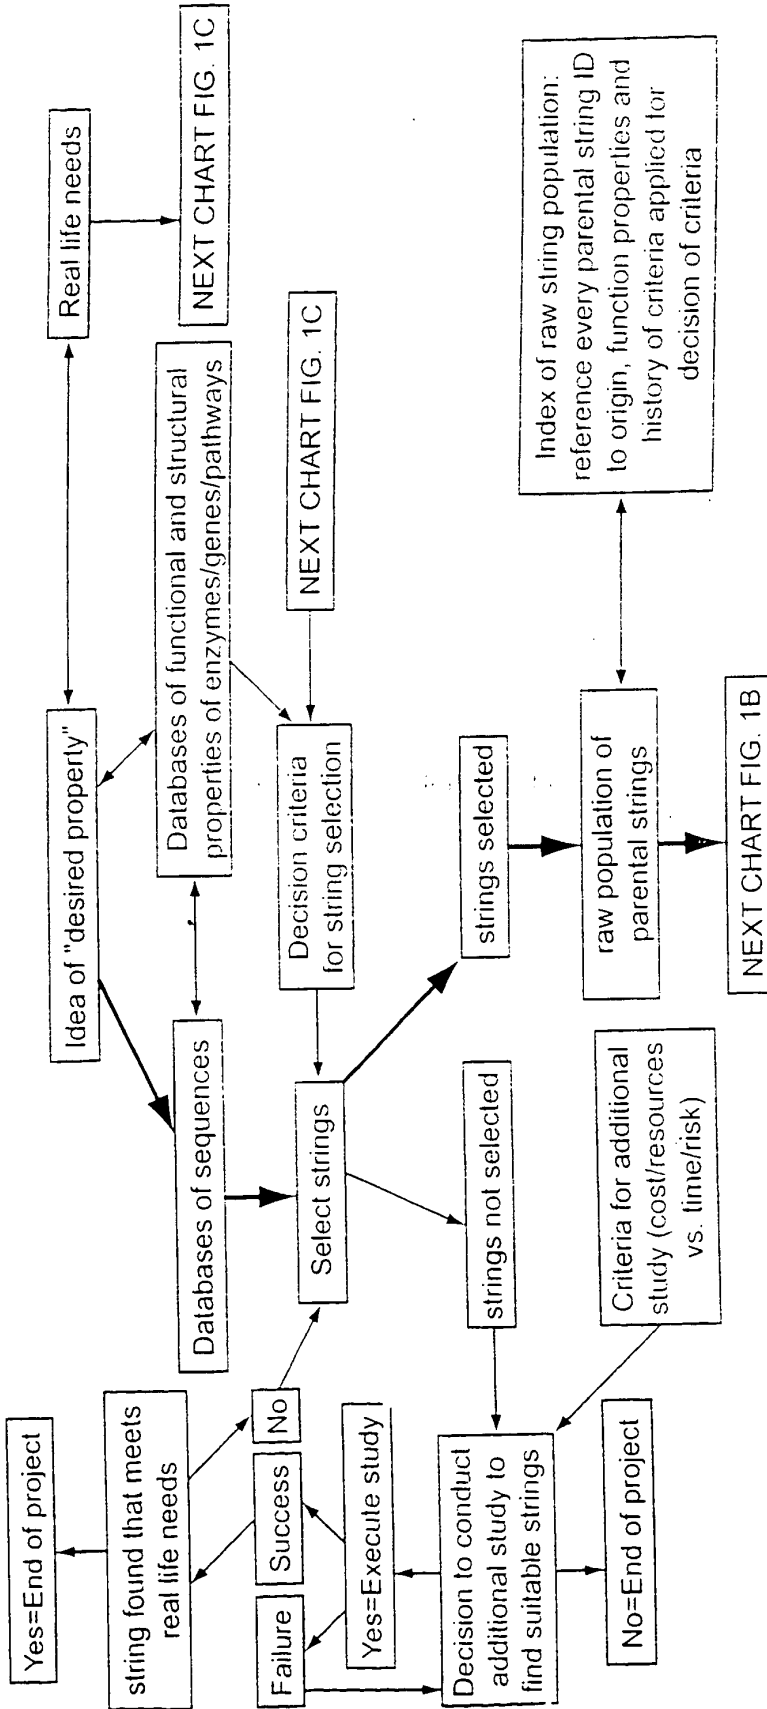 Yes=End of project
string found that meets
real life needs
No
Success
Failure
Yes=Execute study
Decision to conduct
additional study to
find suitable strings
No=End of project
Idea of "desired property"
Real life needs
NEXT CHART FIG. 1C
Databases of sequences
Databases of functional and structural
properties of enzymes/genes/pathways
Select strings
Decision criteria
for string selection
NEXT CHART FIG. 1C
strings not selected
strings selected
Criteria for additional
study (cost/resources
vs. time/risk)
raw population of
parental strings
Index of raw string population:
reference every parental string ID
to origin, function properties and
history of criteria applied for
decision of criteria
NEXT CHART FIG. 1B